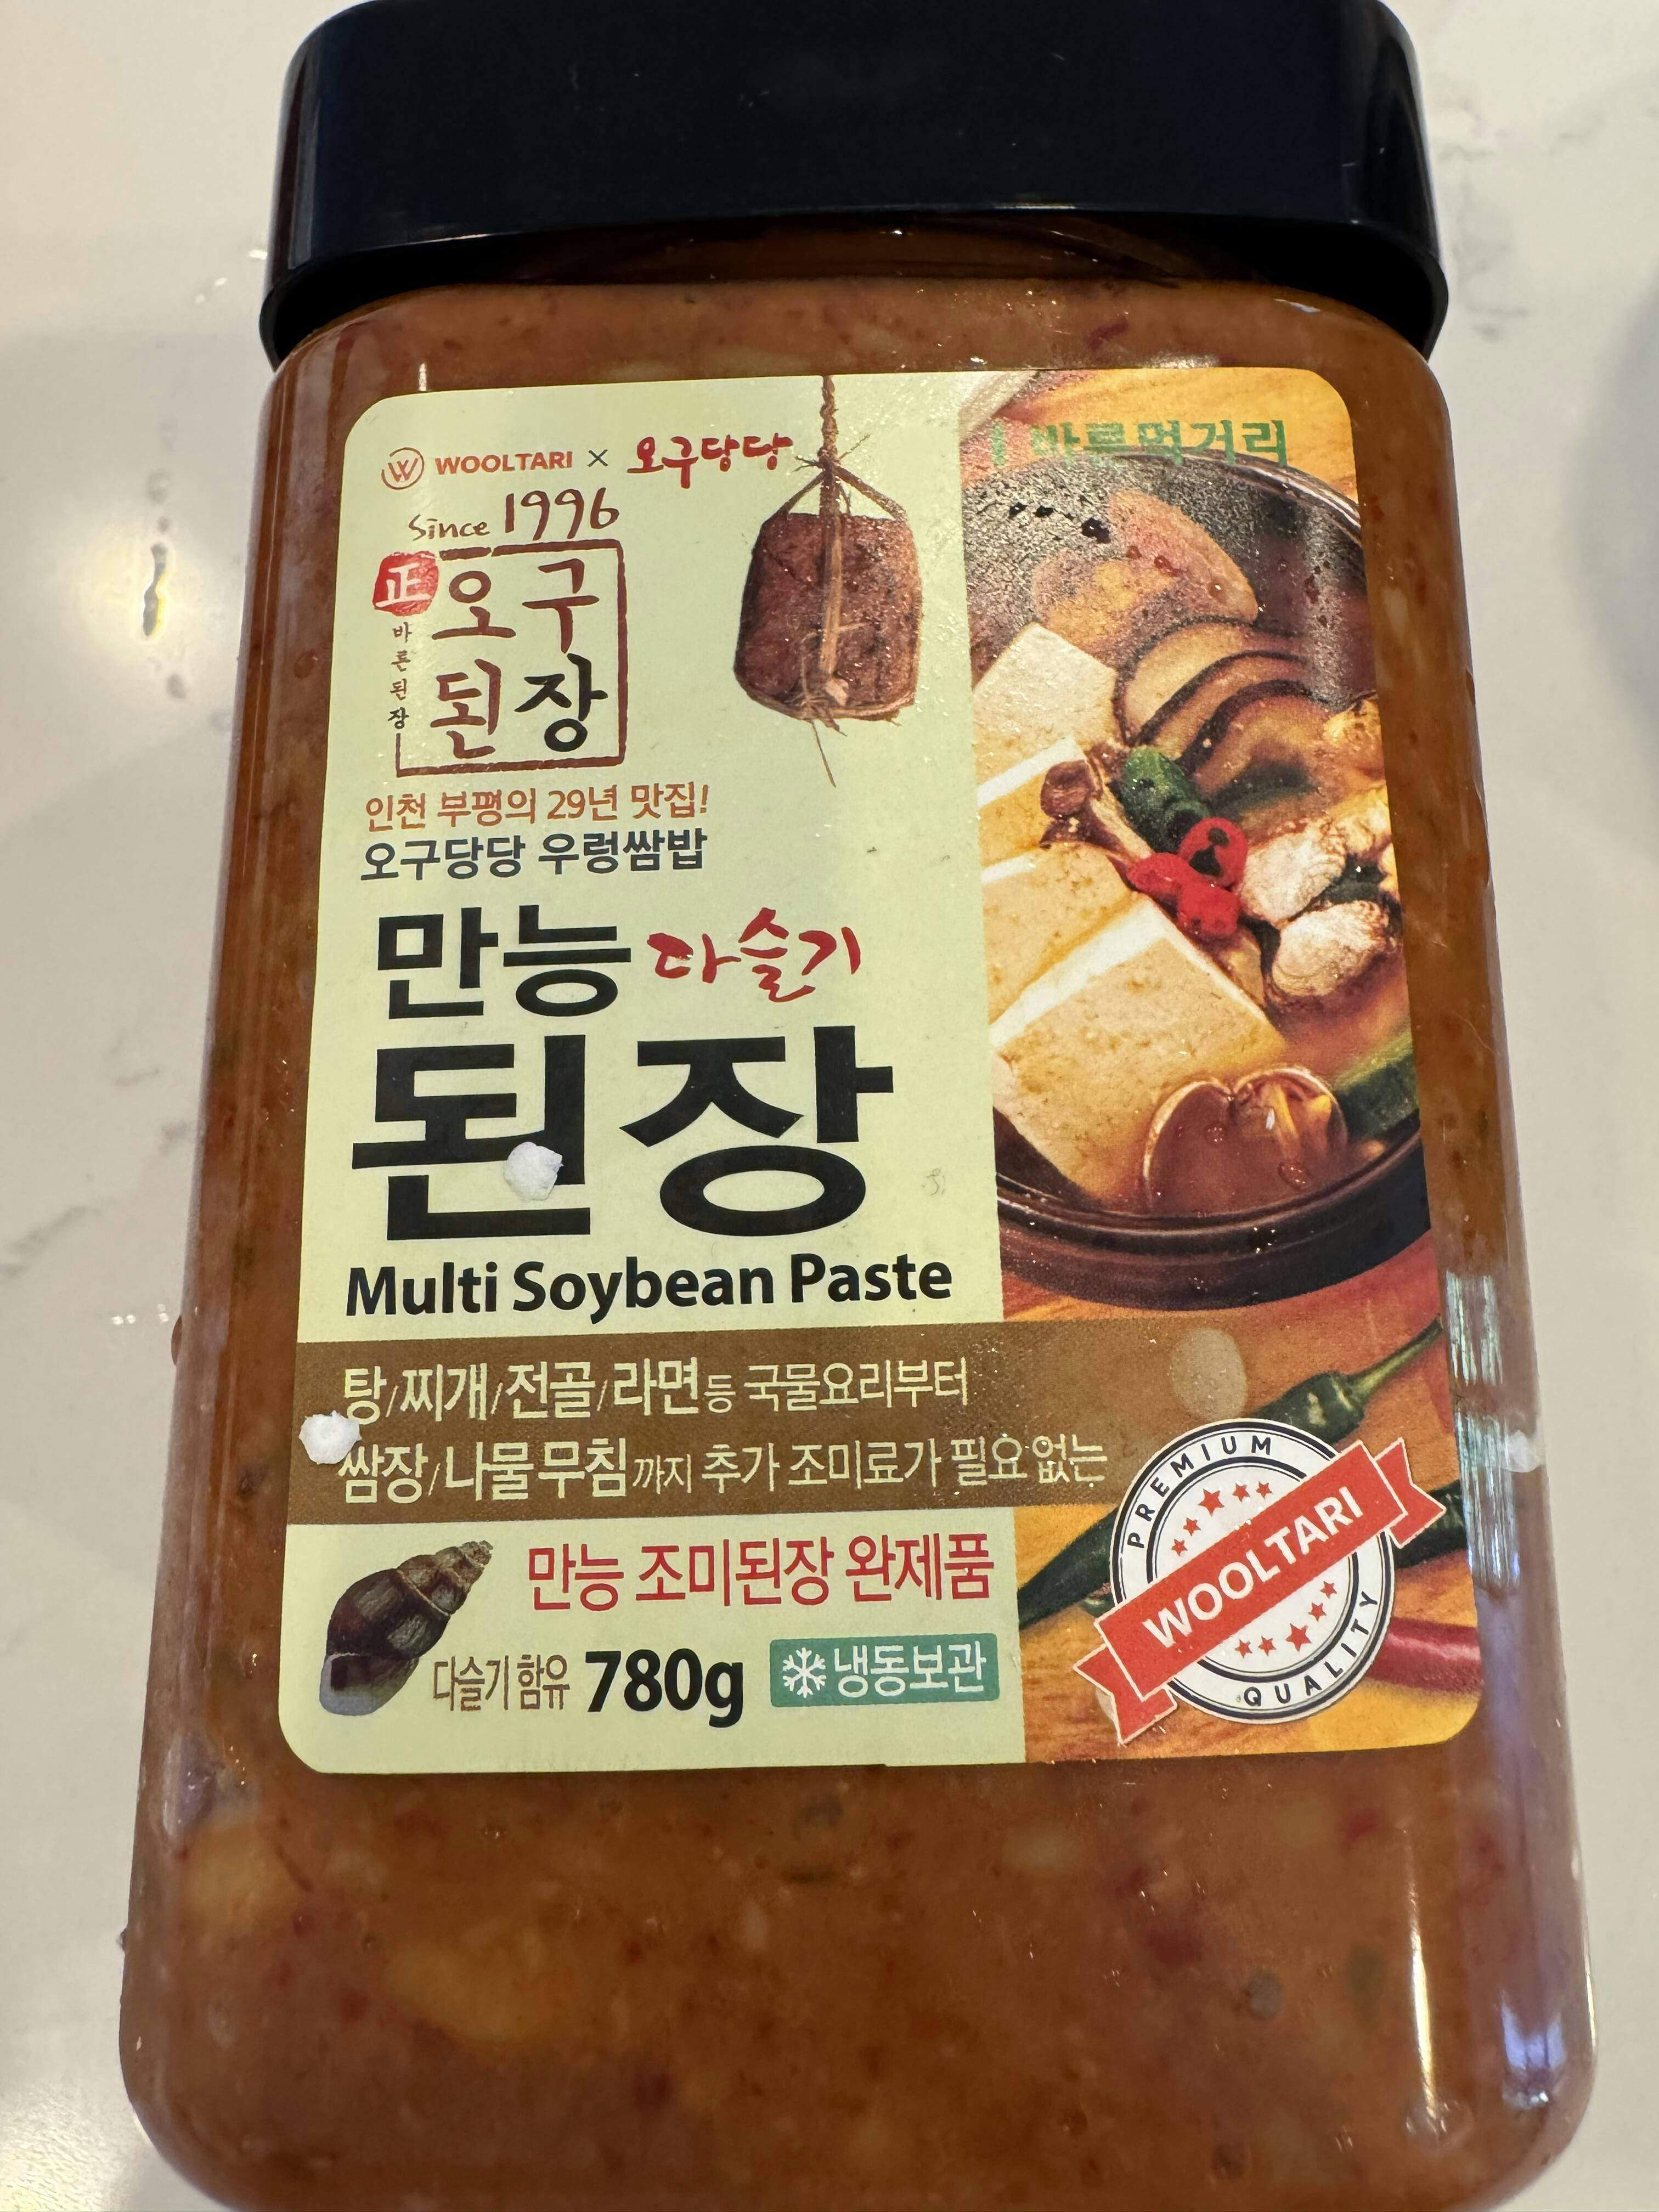 WOOLTARI × 오구당당
바른먹거리
Since 1996
正 오구
된장
바른된장
인천 부평의 29년 맛집!
오구당당 우렁쌈밥
만능 다슬기
된장
Multi Soybean Paste
탕/찌개/전골/라면등 국물요리부터
쌈장/나물무침까지 추가 조미료가 필요없는
만능 조미된장 완제품
다슬기 함유 780g 냉동보관
PREMIUM
WOOLTARI
QUALITY